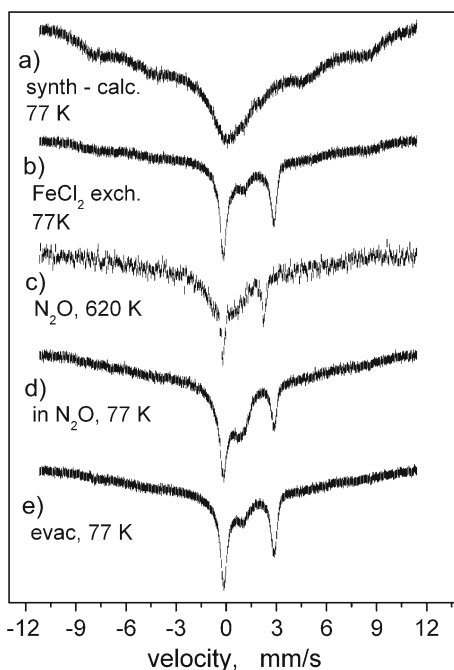 a)
synth - calc.
77 K
b)
FeCl2 exch.
77K
c)
N2O, 620 K
d)
in N2O, 77 K
e)
evac, 77 K
-12 -9 -6 -3 0 3 6 9 12
velocity, mm/s